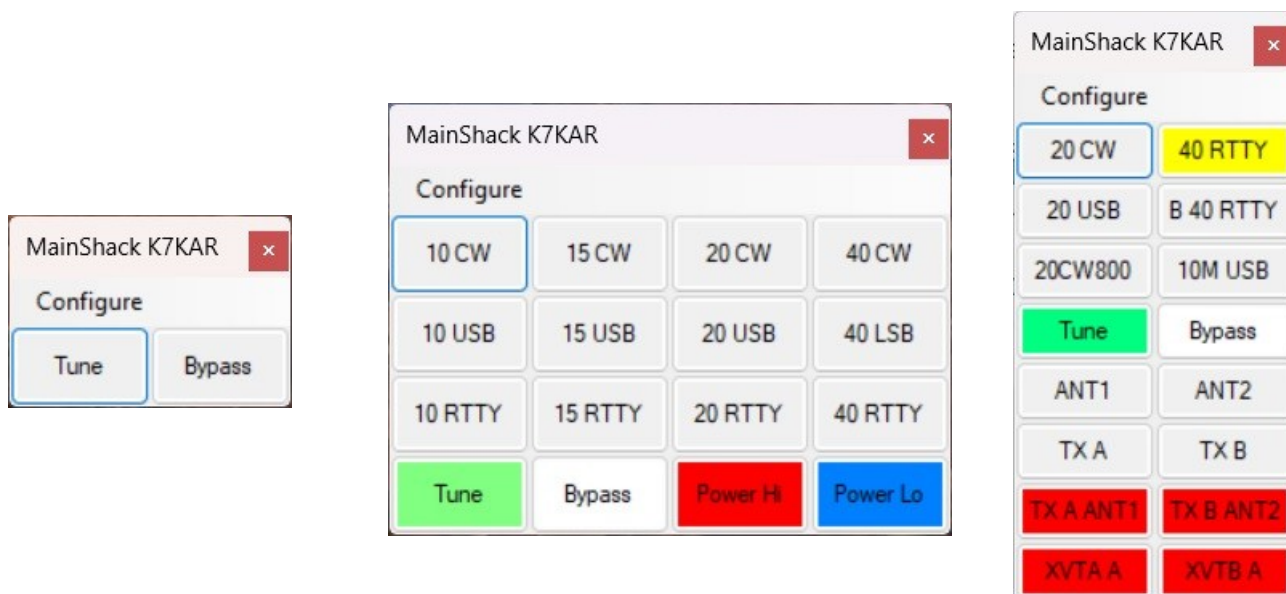 MainShack K7KAR
Configure
Tune Bypass
MainShack K7KAR
Configure
10 CW 15 CW 20 CW 40 CW
10 USB 15 USB 20 USB 40 LSB
10 RTTY 15 RTTY 20 RTTY 40 RTTY
Tune Bypass Power Hi Power Lo
MainShack K7KAR
Configure
20 CW 40 RTTY
20 USB B 40 RTTY
20CW800 10M USB
Tune Bypass
ANT1 ANT2
TX A TX B
TX A ANT1 TX B ANT2
XVTA A XVTB A